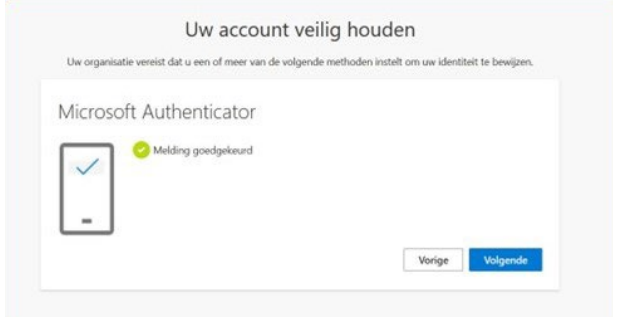 Uw account veilig houden
Uw organisatie vereist dat u een of meer van de volgende methoden instelt om uw identiteit te bewijzen.
Microsoft Authenticator
Melding goedgekeurd
Vorige
Volgende